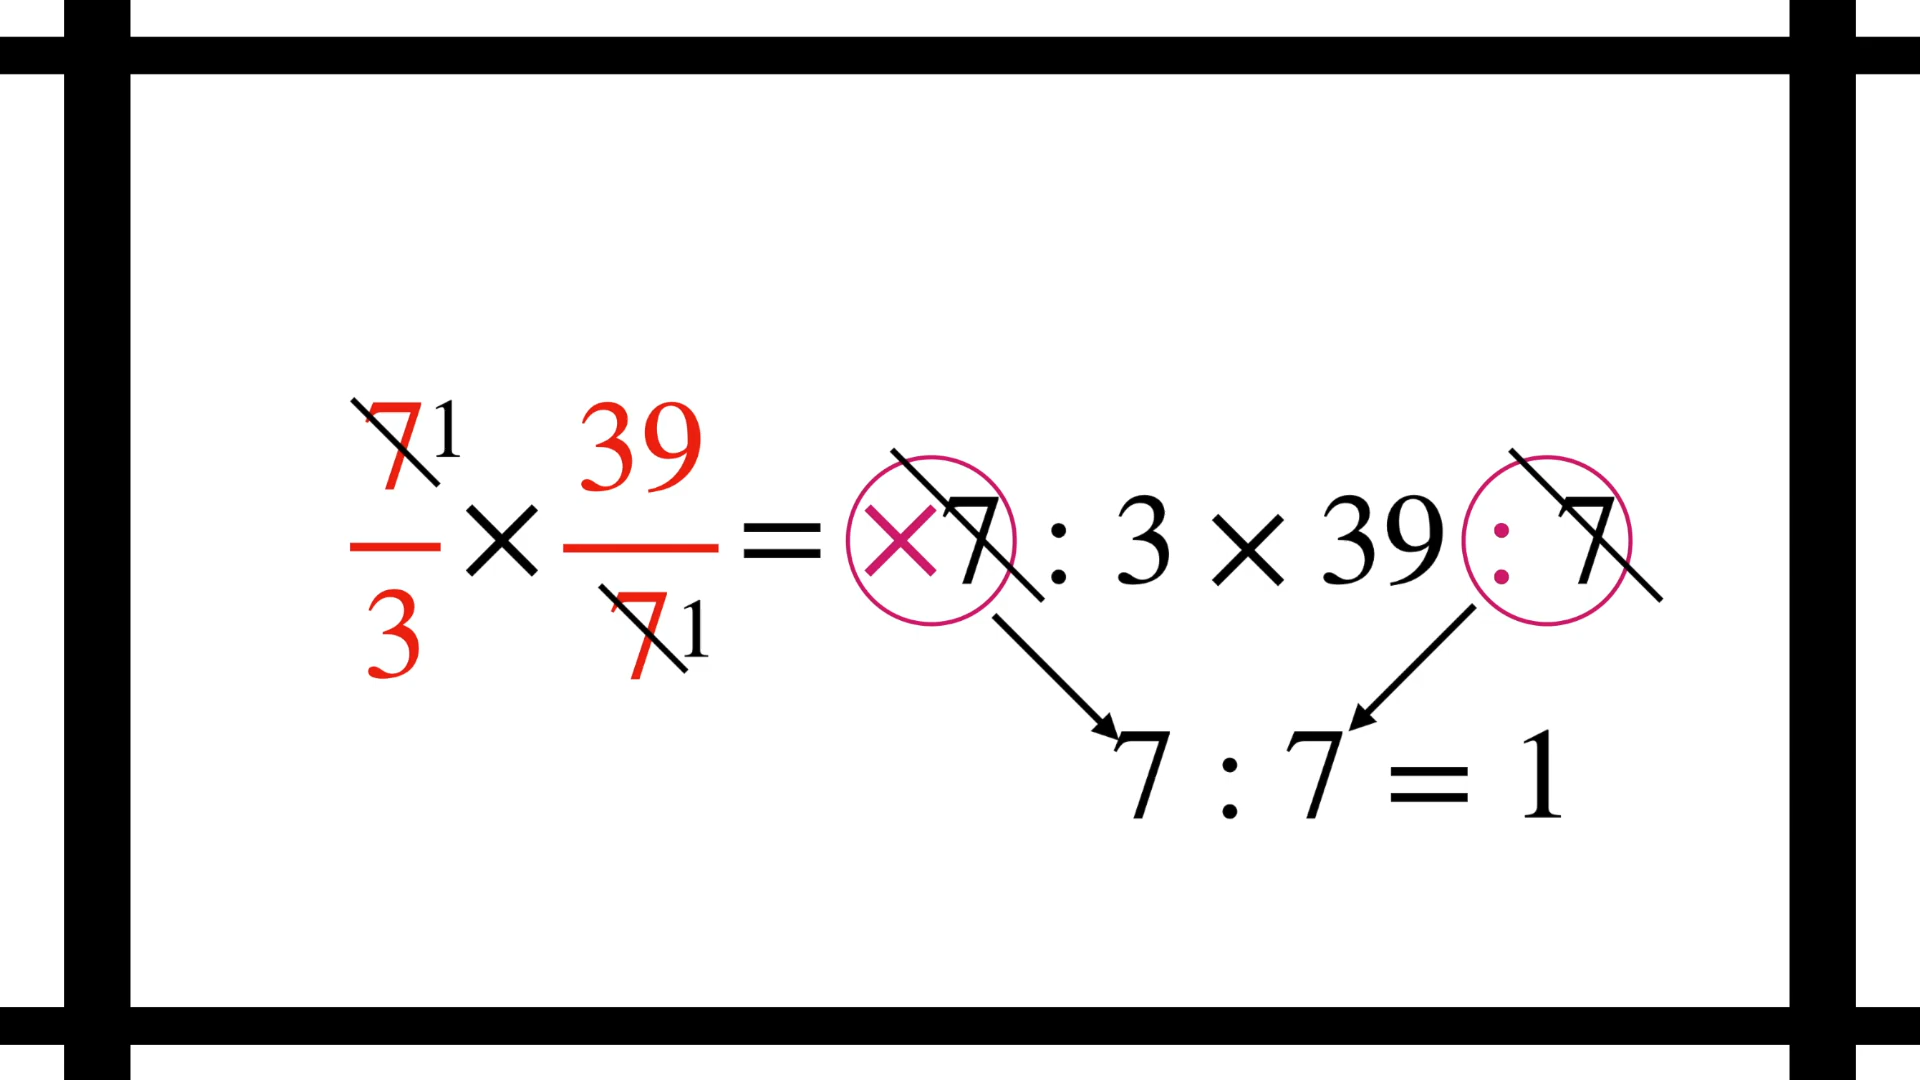 7 1 39
× = × 7 : 3 × 39 : 7
3 7 1
7 : 7 = 1